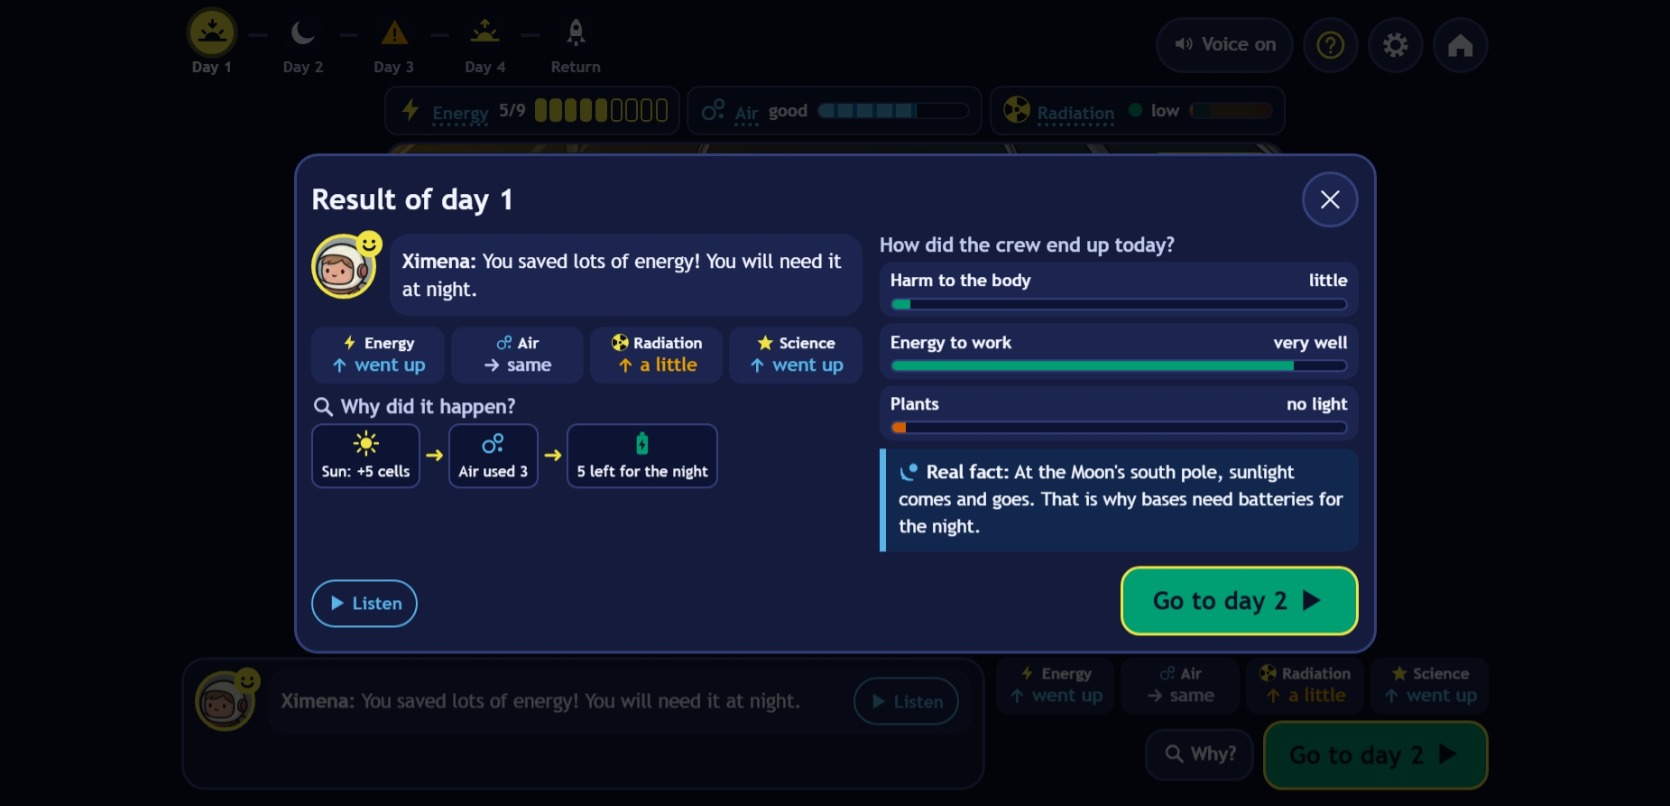 Day 1
Day 2
Day 3
Day 4
Return
Voice on
Energy 5/9
Air good
Radiation low
Result of day 1
Ximena: You saved lots of energy! You will need it
at night.
Energy
↑ went up
Air
→ same
Radiation
↑ a little
Science
↑ went up
Why did it happen?
Sun: +5 cells
Air used 3
5 left for the night
Listen
How did the crew end up today?
Harm to the body little
Energy to work very well
Plants no light
Real fact: At the Moon's south pole, sunlight
comes and goes. That is why bases need batteries for
the night.
Go to day 2
Ximena: You saved lots of energy! You will need it at night.
Listen
Energy
↑ went up
Air
→ same
Radiation
↑ a little
Science
↑ went up
Why?
Go to day 2